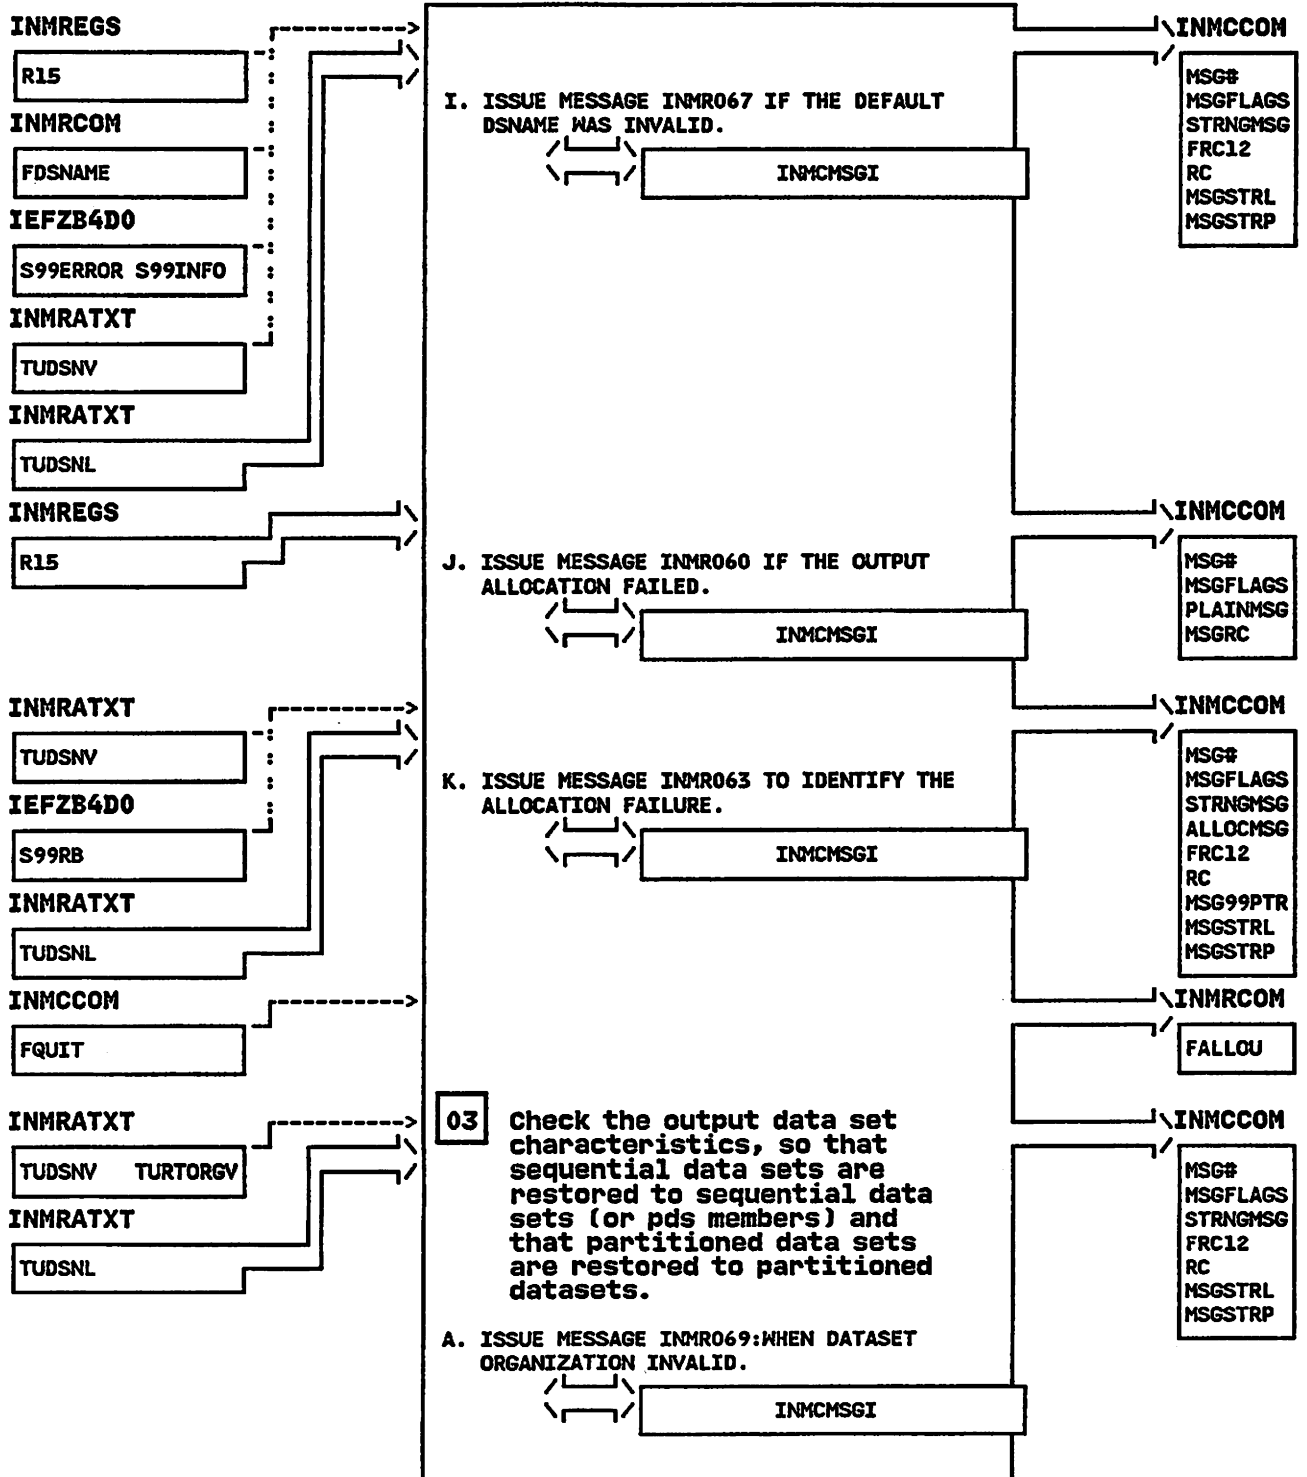 INMREGS
R15
INMRCOM
FDSNAME
IEFZB4D0
S99ERROR S99INFO
INMRATXT
TUDSNV
INMRATXT
TUDSNL
INMREGS
R15
INMRATXT
TUDSNV
IEFZB4D0
S99RB
INMRATXT
TUDSNL
INMCCOM
FQUIT
INMRATXT
TUDSNV TURTORGV
INMRATXT
TUDSNL
I. ISSUE MESSAGE INMR067 IF THE DEFAULT
DSNAME WAS INVALID.
INMCMSGI
J. ISSUE MESSAGE INMR060 IF THE OUTPUT
ALLOCATION FAILED.
INMCMSGI
K. ISSUE MESSAGE INMR063 TO IDENTIFY THE
ALLOCATION FAILURE.
INMCMSGI
03 Check the output data set
characteristics, so that
sequential data sets are
restored to sequential data
sets (or pds members) and
that partitioned data sets
are restored to partitioned
datasets.
A. ISSUE MESSAGE INMR069:WHEN DATASET
ORGANIZATION INVALID.
INMCMSGI
INMCCOM
MSG#
MSGFLAGS
STRNGMSG
FRC12
RC
MSGSTRL
MSGSTRP
INMCCOM
MSG#
MSGFLAGS
PLAINMSG
MSGRC
INMCCOM
MSG#
MSGFLAGS
STRNGMSG
ALLOCMSG
FRC12
RC
MSG99PTR
MSGSTRL
MSGSTRP
INMRCOM
FALLOU
INMCCOM
MSG#
MSGFLAGS
STRNGMSG
FRC12
RC
MSGSTRL
MSGSTRP